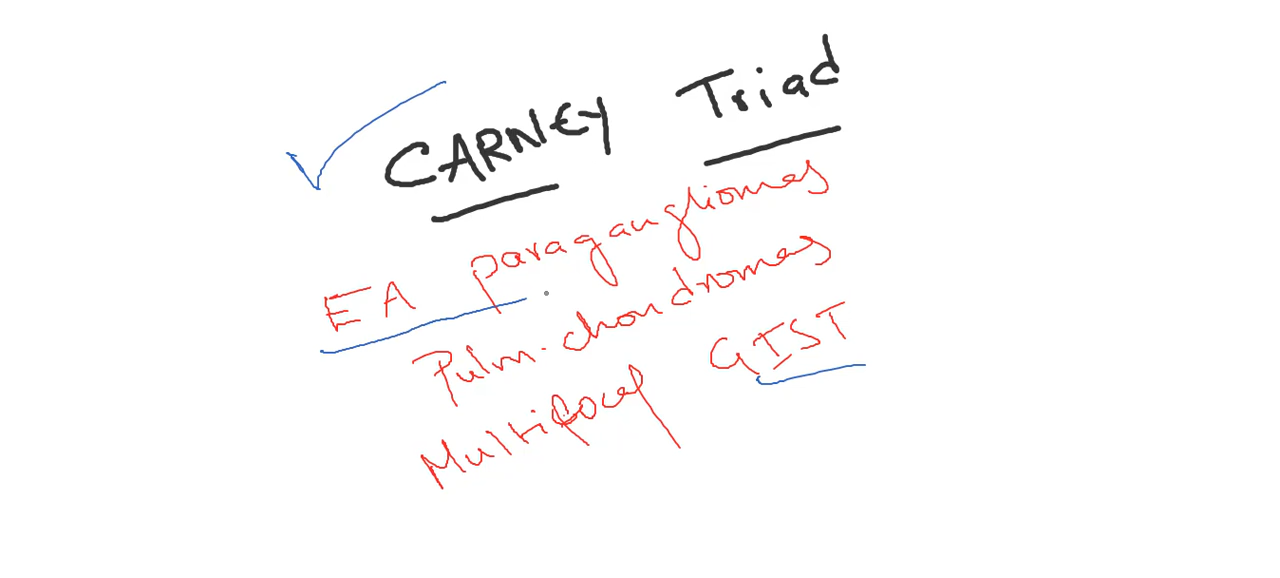 CARNEY Triad
EA paragangliomas
Pulm. chondromas
Multifocal GIST